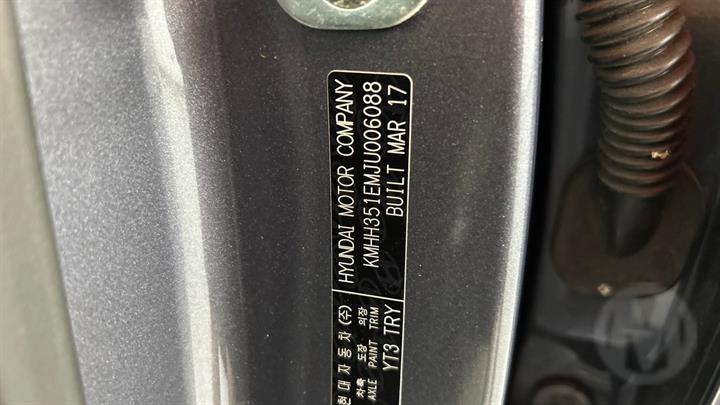 현대자동차(주) HYUNDAI MOTOR COMPANY
차축 도장 의장 KMHH351EMJU006088
AXLE PAINT TRIM
YT3 TRY BUILT MAR 17